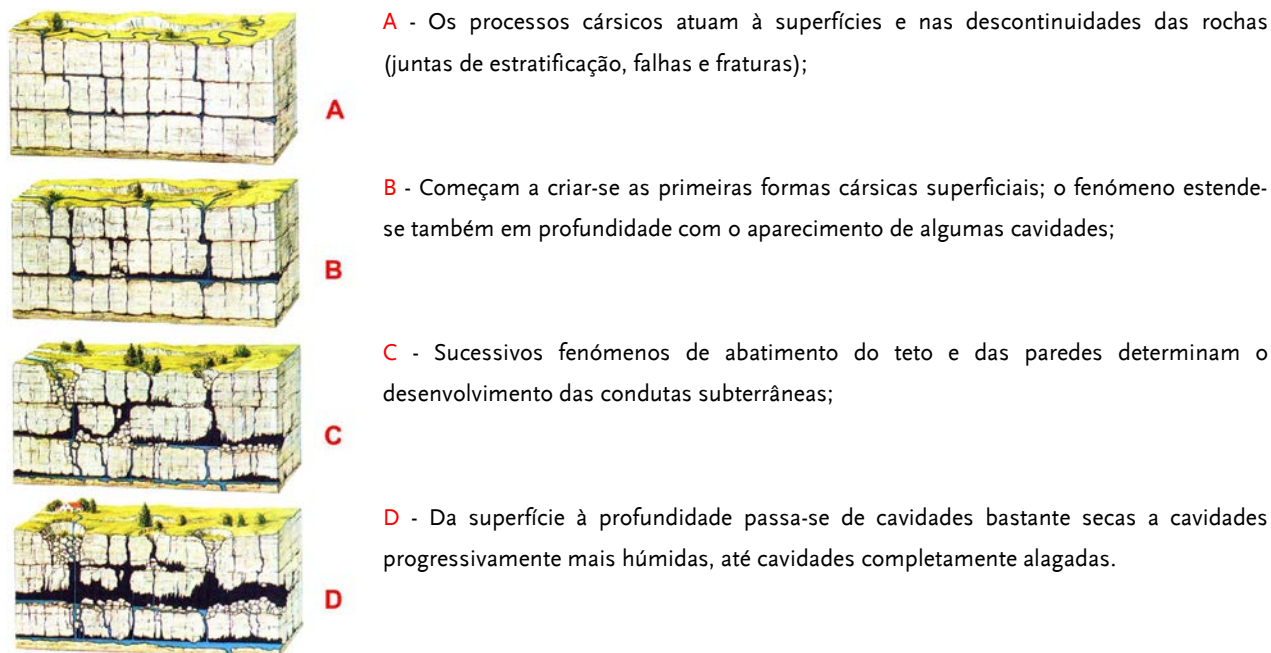 A - Os processos cársicos atuam à superfícies e nas descontinuidades das rochas
(juntas de estratificação, falhas e fraturas);
A
B - Começam a criar-se as primeiras formas cársicas superficiais; o fenómeno estende-
se também em profundidade com o aparecimento de algumas cavidades;
B
C - Sucessivos fenómenos de abatimento do teto e das paredes determinam o
desenvolvimento das condutas subterrâneas;
C
D - Da superfície à profundidade passa-se de cavidades bastante secas a cavidades
progressivamente mais húmidas, até cavidades completamente alagadas.
D